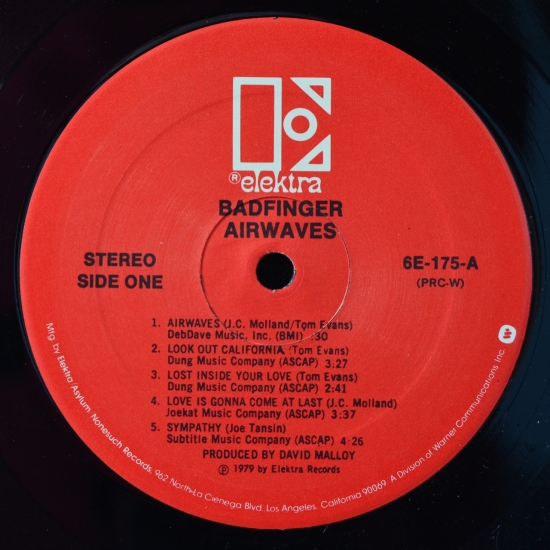 ® elektra
BADFINGER
AIRWAVES
STEREO
SIDE ONE
6E-175-A
(PRC-W)
1. AIRWAVES (J.C. Molland/Tom Evans)
DebDave Music, Inc. (BMI) :30
2. LOOK OUT CALIFORNIA (Tom Evans)
Dung Music Company (ASCAP) 3:27
3. LOST INSIDE YOUR LOVE (Tom Evans)
Dung Music Company (ASCAP) 2:41
4. LOVE IS GONNA COME AT LAST (J.C. Molland)
Joekat Music Company (ASCAP) 3:37
5. SYMPATHY (Joe Tansin)
Subtitle Music Company (ASCAP) 4:26
PRODUCED BY DAVID MALLOY
℗ 1979 by Elektra Records
Mfg. by Elektra Asylum Nonesuch Records, 962 North La Cienega Blvd. Los Angeles, California 90069 A Division of Warner Communications Inc.